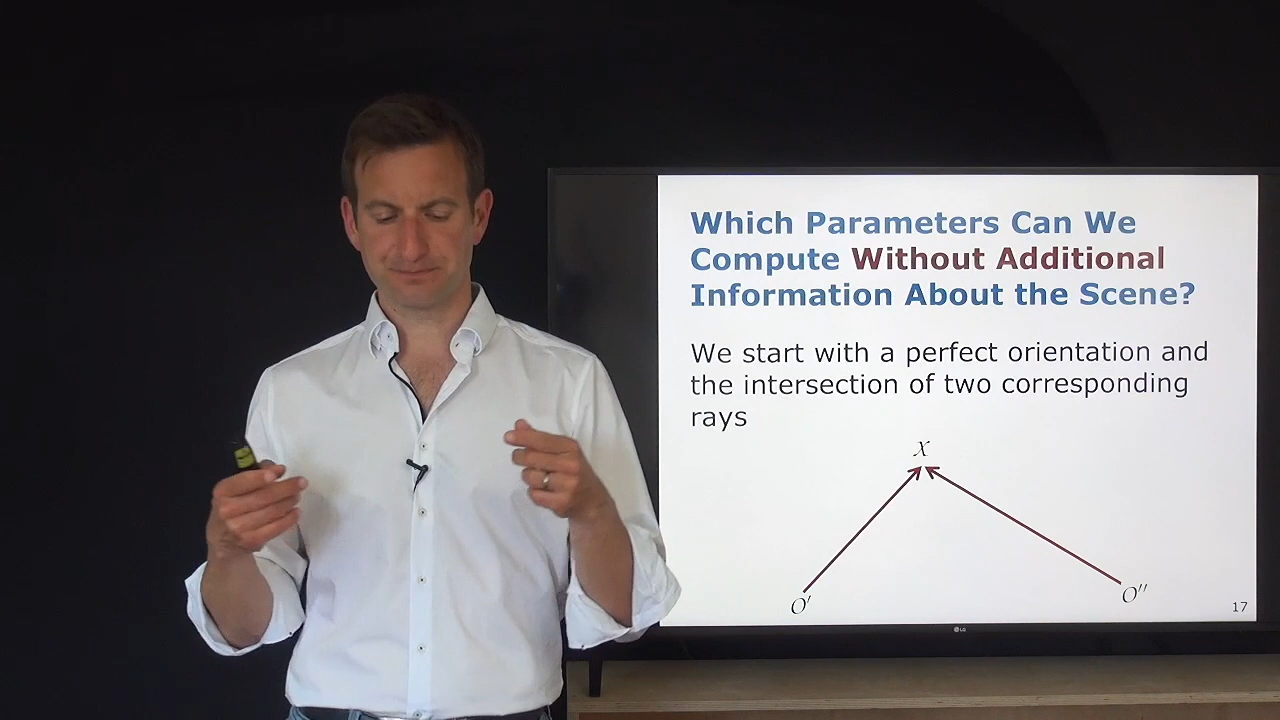 Which Parameters Can We
Compute Without Additional
Information About the Scene?
We start with a perfect orientation and
the intersection of two corresponding
rays
X
O'
O''
17
LG